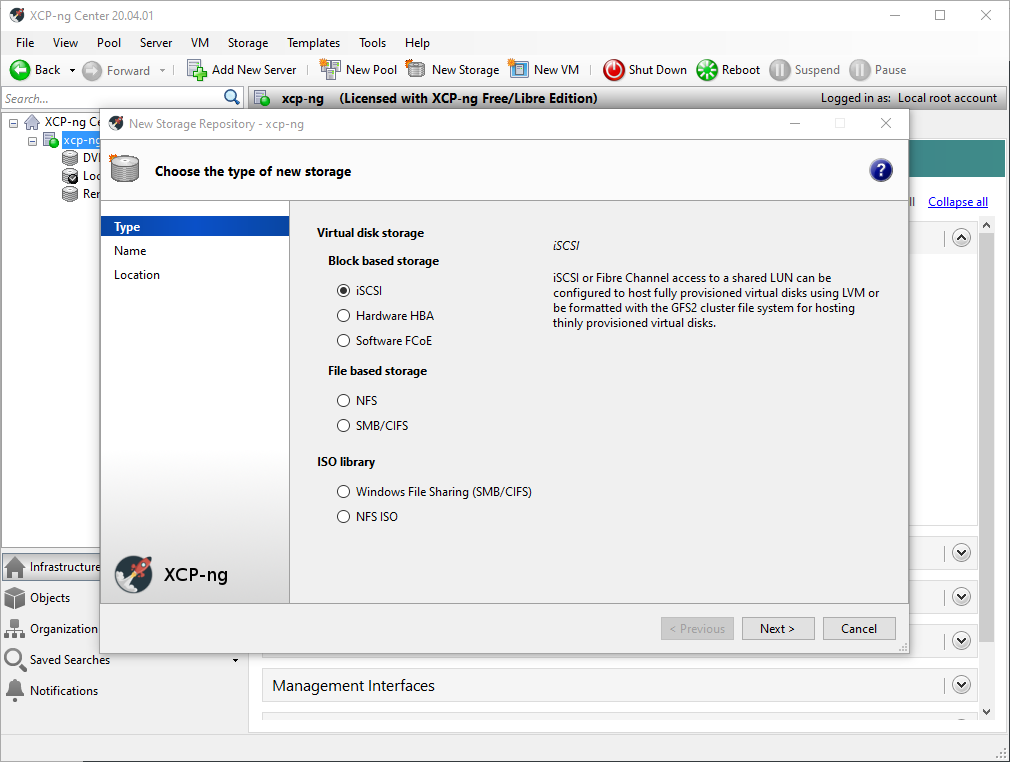 XCP-ng Center 20.04.01
File View Pool Server VM Storage Templates Tools Help
Back Forward Add New Server New Pool New Storage New VM Shut Down Reboot Suspend Pause
Search...
xcp-ng (Licensed with XCP-ng Free/Libre Edition) Logged in as: Local root account
XCP-ng Ce
xcp-ng
DV
Loc
Rem
Collapse all
New Storage Repository - xcp-ng
Choose the type of new storage
?
Type
Name
Location
XCP-ng
Virtual disk storage
Block based storage
iSCSI
Hardware HBA
Software FCoE
File based storage
NFS
SMB/CIFS
ISO library
Windows File Sharing (SMB/CIFS)
NFS ISO
iSCSI
iSCSI or Fibre Channel access to a shared LUN can be
configured to host fully provisioned virtual disks using LVM or
be formatted with the GFS2 cluster file system for hosting
thinly provisioned virtual disks.
< Previous Next > Cancel
Infrastructure
Objects
Organization
Saved Searches
Notifications
Management Interfaces